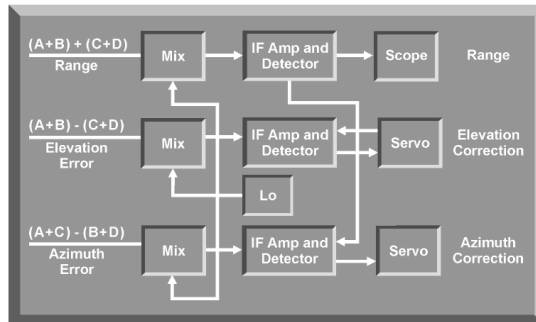 (A+B) + (C+D)
Range
Mix
IF Amp and
Detector
Scope
Range
(A+B) - (C+D)
Elevation
Error
Mix
IF Amp and
Detector
Servo
Elevation
Correction
Lo
(A+C) - (B+D)
Azimuth
Error
Mix
IF Amp and
Detector
Servo
Azimuth
Correction